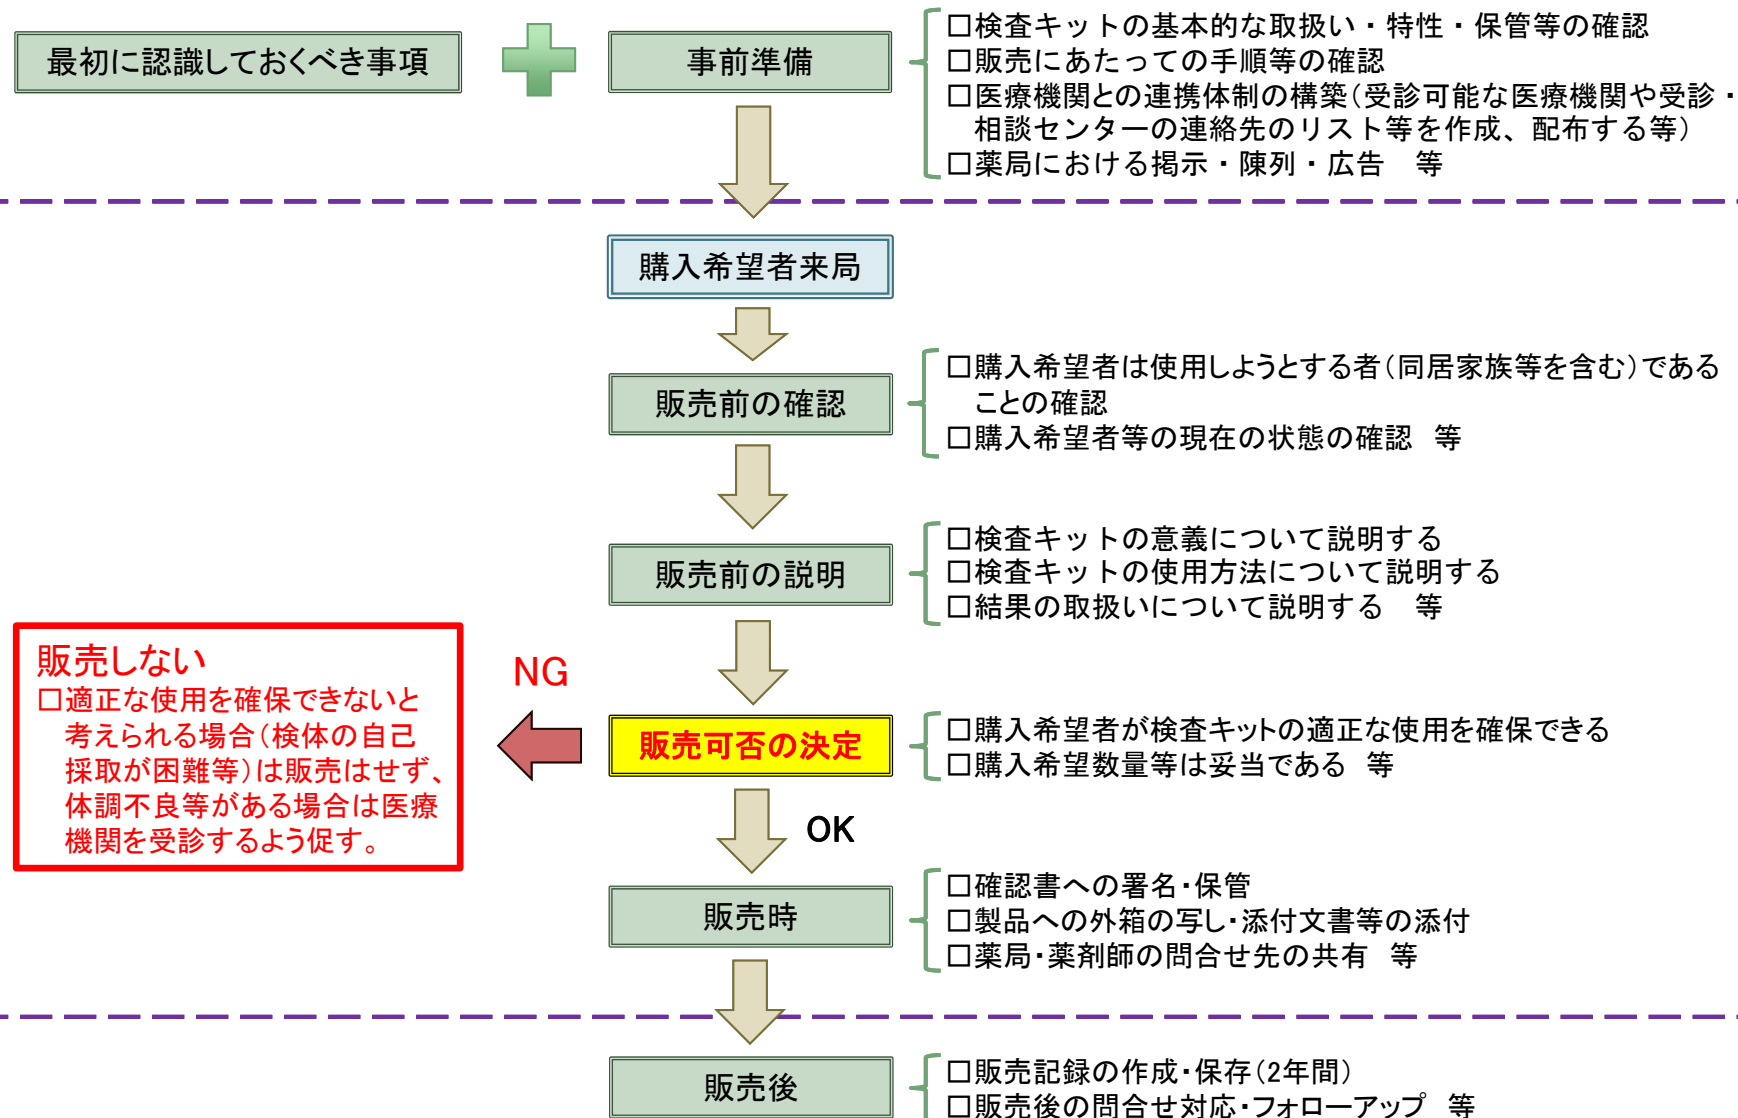 最初に認識しておくべき事項
事前準備
□検査キットの基本的な取扱い・特性・保管等の確認
□販売にあたっての手順等の確認
□医療機関との連携体制の構築(受診可能な医療機関や受診・
相談センターの連絡先のリスト等を作成、配布する等)
□薬局における掲示・陳列・広告 等
購入希望者来局
販売前の確認
□購入希望者は使用しようとする者(同居家族等を含む)である
ことの確認
□購入希望者等の現在の状態の確認 等
販売前の説明
□検査キットの意義について説明する
□検査キットの使用方法について説明する
□結果の取扱いについて説明する 等
販売しない
□適正な使用を確保できないと
考えられる場合(検体の自己
採取が困難等)は販売はせず、
体調不良等がある場合は医療
機関を受診するよう促す。
NG
販売可否の決定
□購入希望者が検査キットの適正な使用を確保できる
□購入希望数量等は妥当である 等
OK
販売時
□確認書への署名・保管
□製品への外箱の写し・添付文書等の添付
□薬局・薬剤師の問合せ先の共有 等
販売後
□販売記録の作成・保存(2年間)
□販売後の問合せ対応・フォローアップ 等